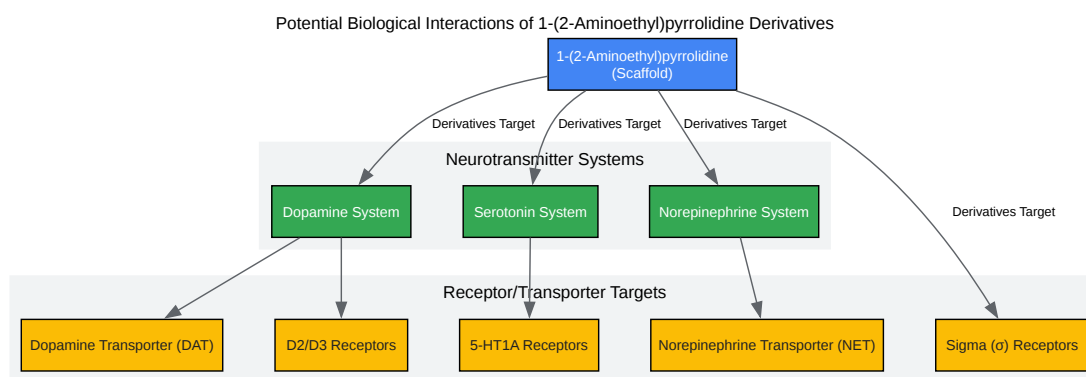 Potential Biological Interactions of 1-(2-Aminoethyl)pyrrolidine Derivatives
1-(2-Aminoethyl)pyrrolidine
(Scaffold)
Derivatives Target
Derivatives Target
Derivatives Target
Neurotransmitter Systems
Dopamine System
Serotonin System
Norepinephrine System
Derivatives Target
Receptor/Transporter Targets
Dopamine Transporter (DAT)
D2/D3 Receptors
5-HT1A Receptors
Norepinephrine Transporter (NET)
Sigma (σ) Receptors